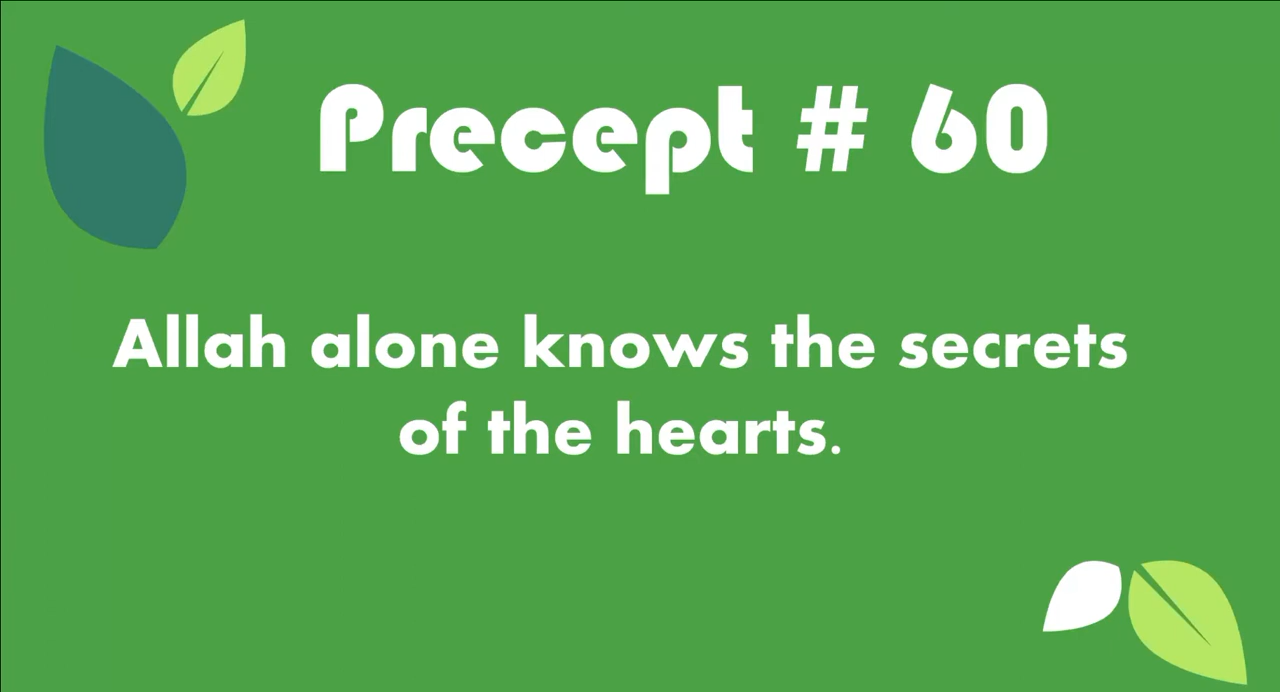 Precept # 60
Allah alone knows the secrets
of the hearts.